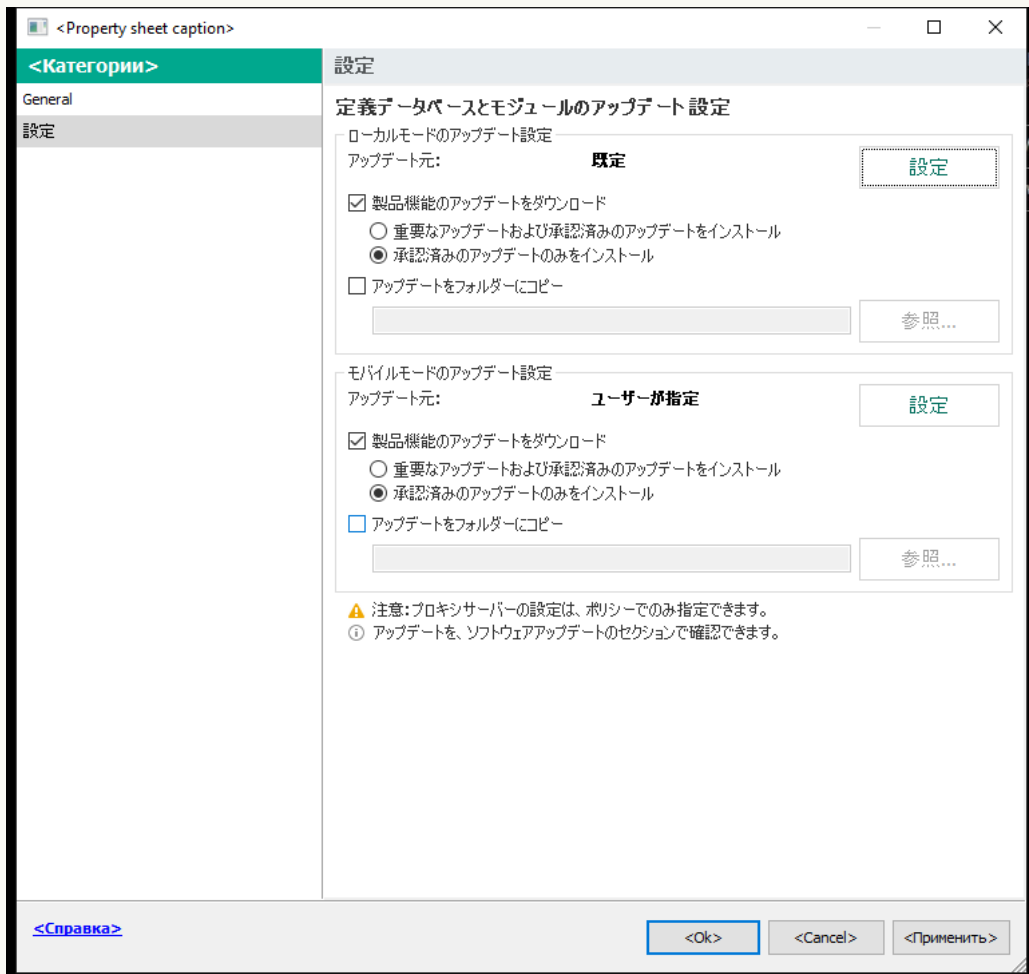 <Property sheet caption>
<Категории>
General
設定
設定
定義データベースとモジュールのアップデート設定
ローカルモードのアップデート設定
アップデート元: 既定 設定
製品機能のアップデートをダウンロード
重要なアップデートおよび承認済みのアップデートをインストール
承認済みのアップデートのみをインストール
アップデートをフォルダーにコピー
参照...
モバイルモードのアップデート設定
アップデート元: ユーザーが指定 設定
製品機能のアップデートをダウンロード
重要なアップデートおよび承認済みのアップデートをインストール
承認済みのアップデートのみをインストール
アップデートをフォルダーにコピー
参照...
注意:プロキシサーバーの設定は、ポリシーでのみ指定できます。
アップデートを、ソフトウェアアップデートのセクションで確認できます。
<Справка>
<Ok> <Cancel> <Применить>